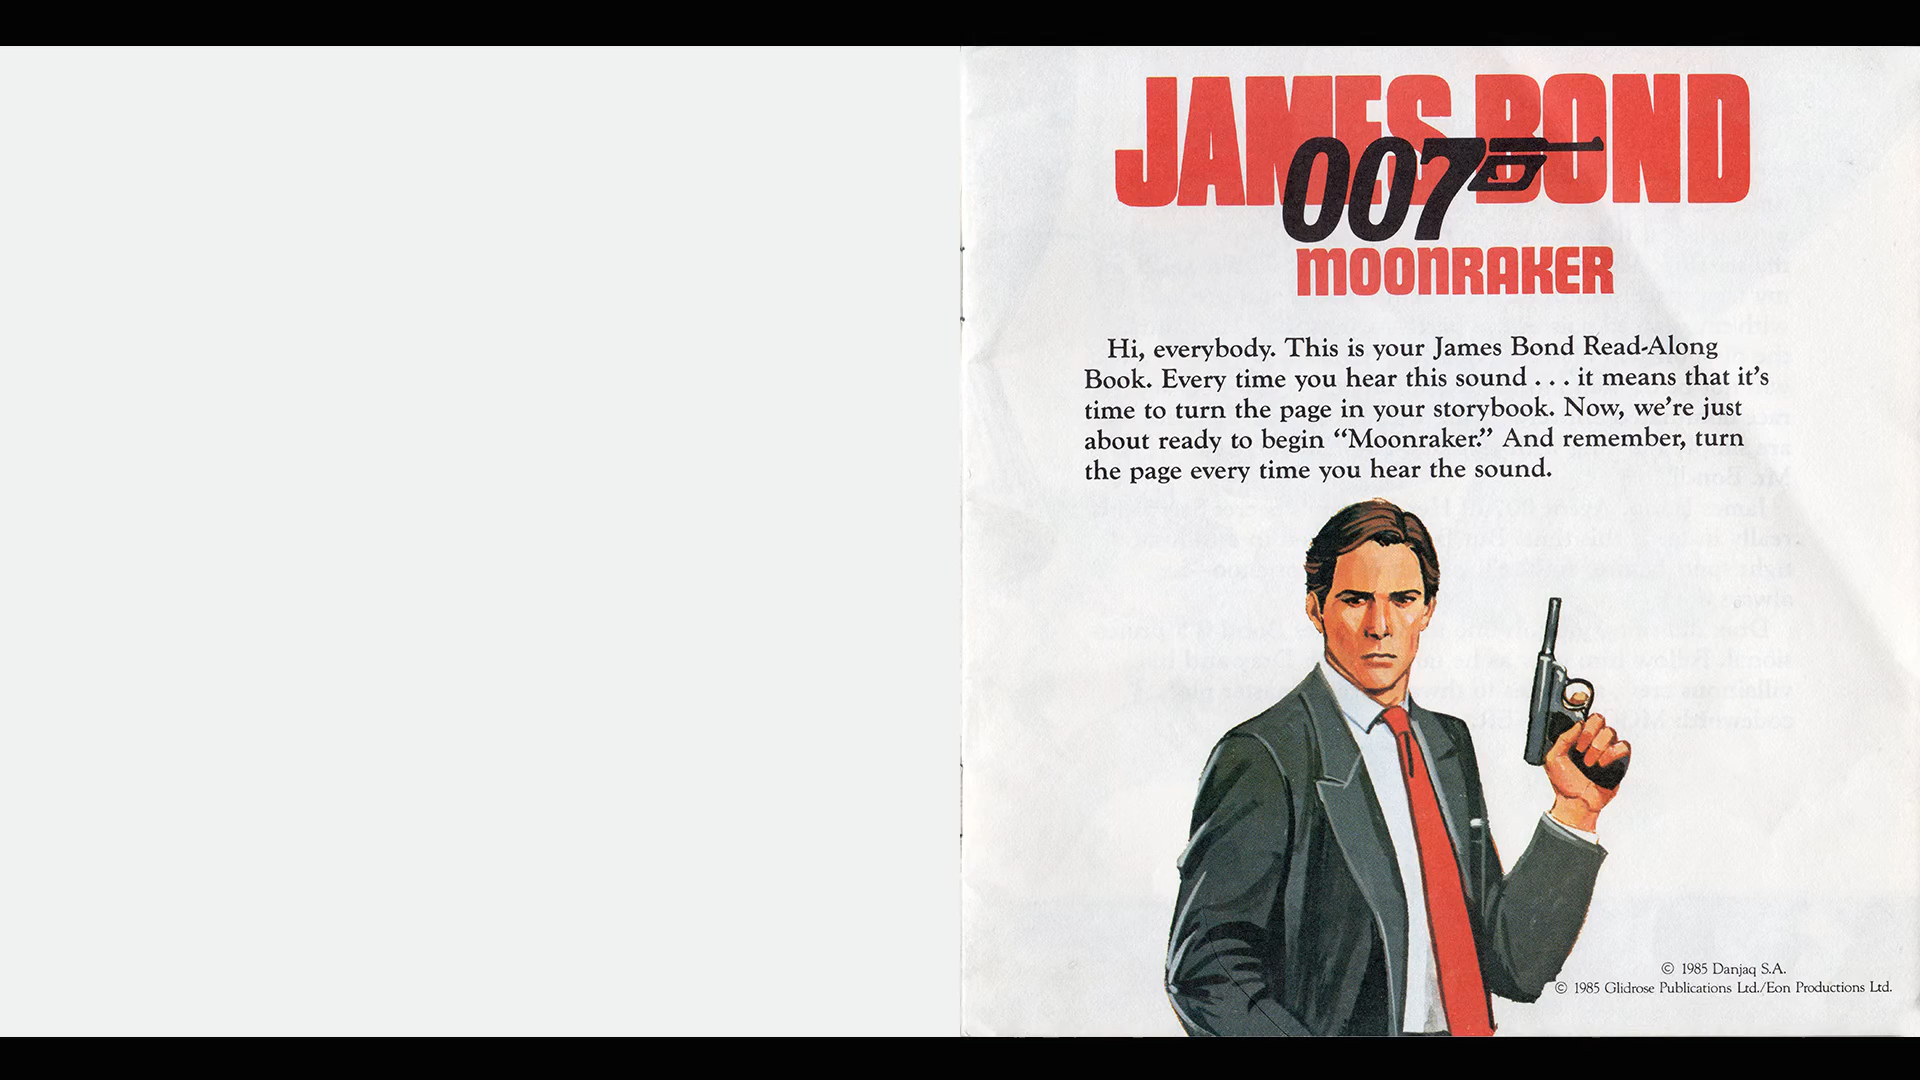 JAMES BOND
007
MOONRAKER
Hi, everybody. This is your James Bond Read-Along
Book. Every time you hear this sound . . . it means that it's
time to turn the page in your storybook. Now, we're just
about ready to begin “Moonraker.” And remember, turn
the page every time you hear the sound.
© 1985 Danjaq S.A.
© 1985 Glidrose Publications Ltd./Eon Productions Ltd.